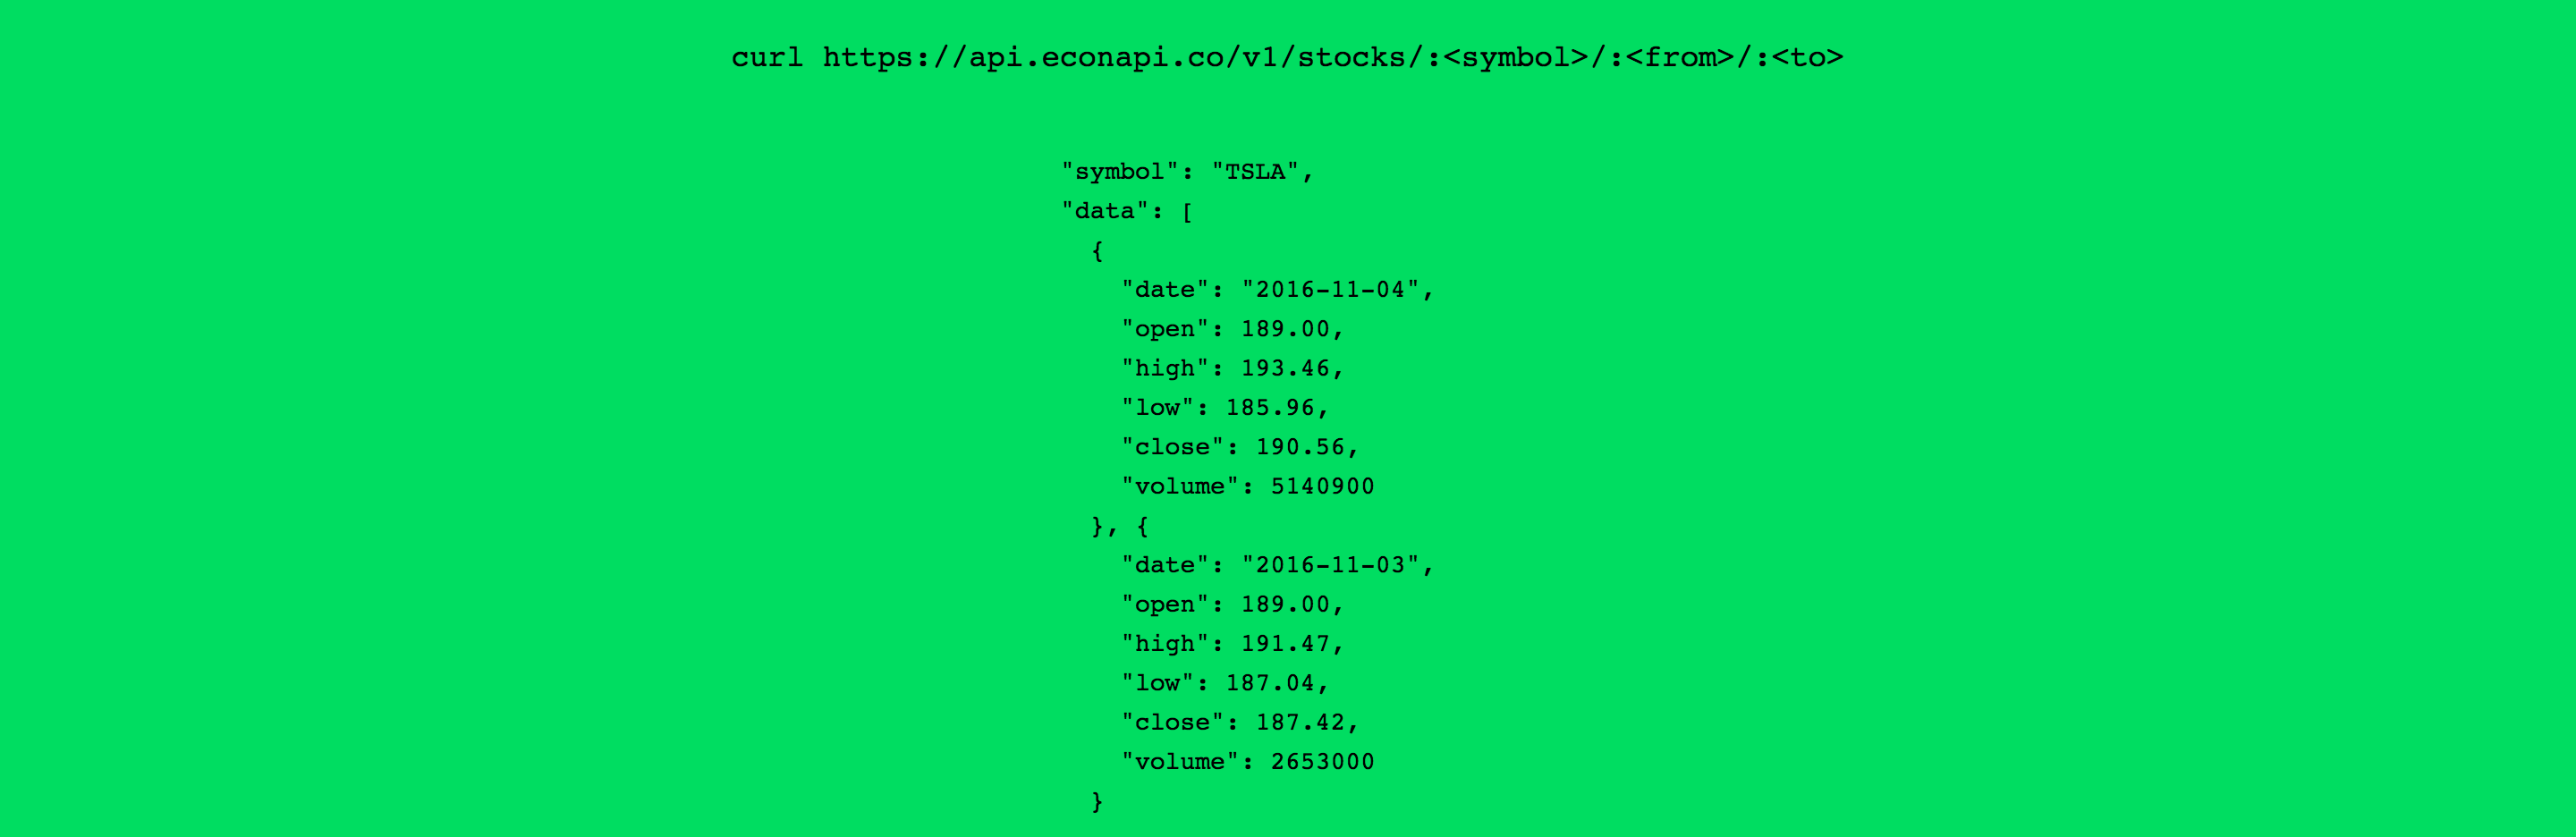 curl https://api.econapi.co/v1/stocks/:<symbol>/:<from>/:<to>
"symbol": "TSLA",
"data": [
{
"date": "2016-11-04",
"open": 189.00,
"high": 193.46,
"low": 185.96,
"close": 190.56,
"volume": 5140900
}, {
"date": "2016-11-03",
"open": 189.00,
"high": 191.47,
"low": 187.04,
"close": 187.42,
"volume": 2653000
}